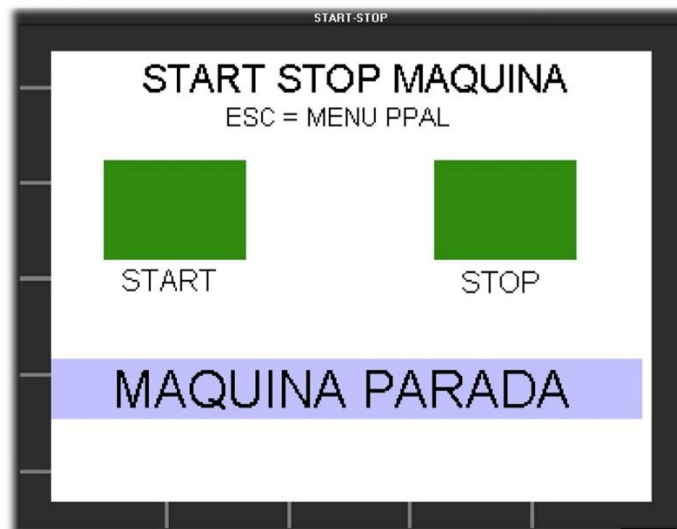 START-STOP
START STOP MAQUINA
ESC = MENU PPAL
START STOP
MAQUINA PARADA